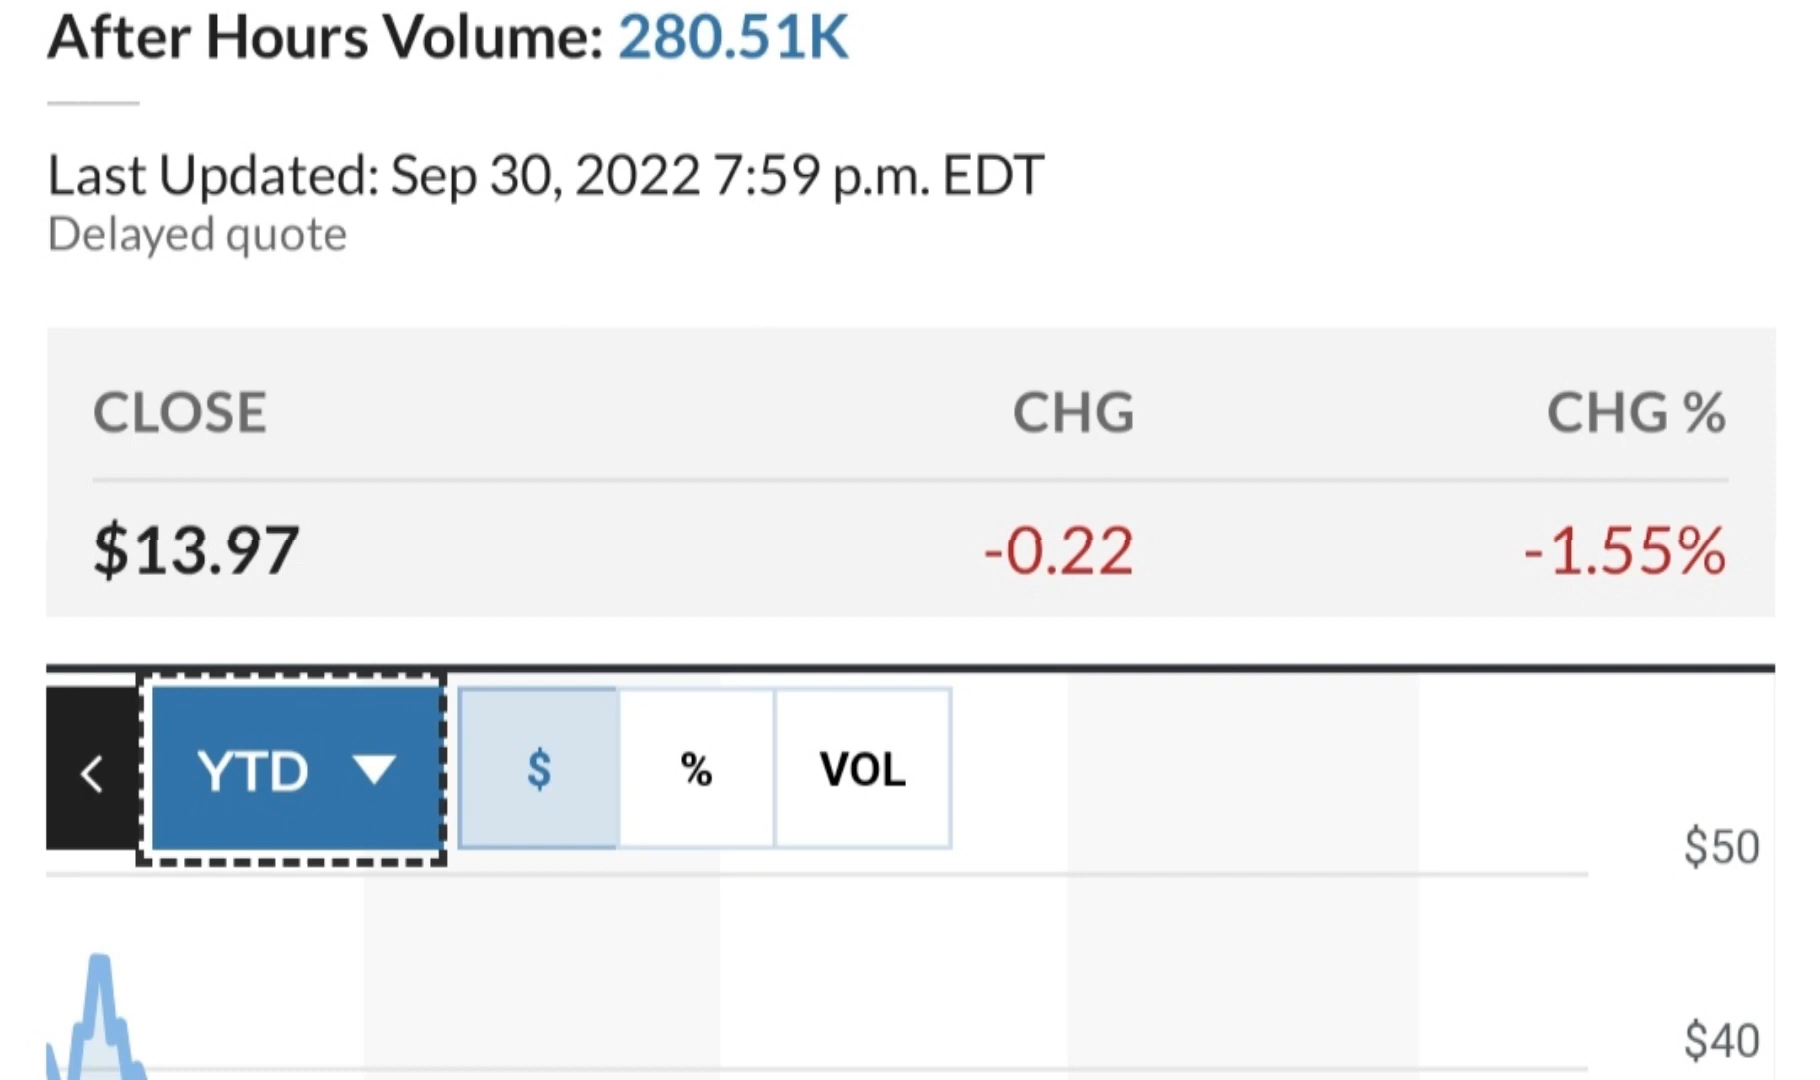 After Hours Volume: 280.51K
Last Updated: Sep 30, 2022 7:59 p.m. EDT
Delayed quote
CLOSE CHG CHG %
$13.97 -0.22 -1.55%
YTD $ % VOL
$50
$40